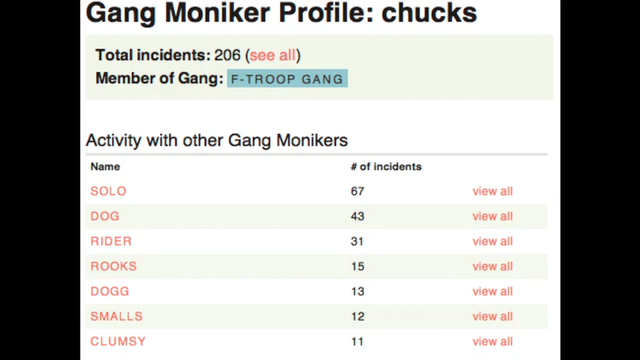 Gang Moniker Profile: chucks
Total incidents: 206 (see all)
Member of Gang: F-TROOP GANG
Activity with other Gang Monikers
Name # of incidents
SOLO 67 view all
DOG 43 view all
RIDER 31 view all
ROOKS 15 view all
DOGG 13 view all
SMALLS 12 view all
CLUMSY 11 view all